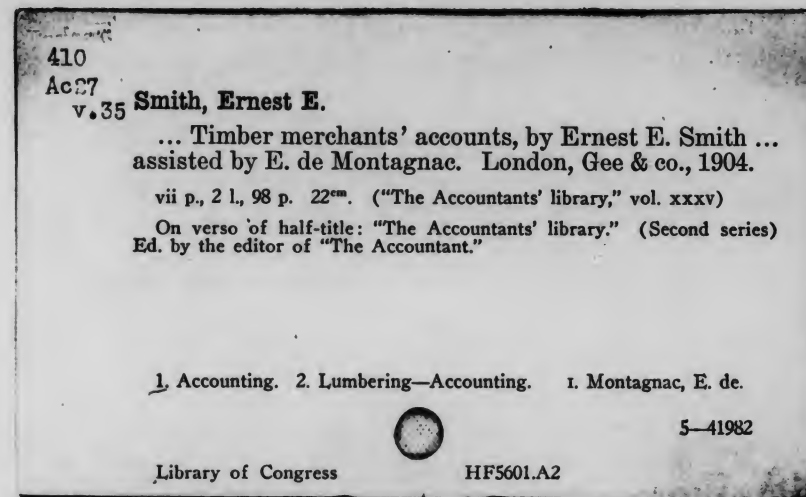 410
Ac27
v.35 Smith, Ernest E.
... Timber merchants' accounts, by Ernest E. Smith ...
assisted by E. de Montagnac. London, Gee & co., 1904.
vii p., 2 l., 98 p. 22cm. ("The Accountants' library," vol. xxxv)
On verso of half-title: "The Accountants' library." (Second series)
Ed. by the editor of "The Accountant."
1. Accounting. 2. Lumbering—Accounting. I. Montagnac, E. de.
5—41982
Library of Congress HF5601.A2